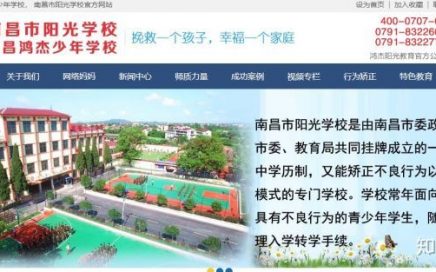 少年学校，南昌市阳光学校官方网站
设为首页 | 加入收藏
南昌市阳光学校
南昌鸿杰少年学校
挽救一个孩子，幸福一个家庭
400-0707-6
0791-83226
0791-83227
鸿杰阳光教育官方公
关于我们
网络妈妈
新闻中心
师质力量
成功案例
视频专栏
行为矫正
特色教育
南昌市阳光学校是由南昌市委政
市委、教育局共同挂牌成立的一
中学历制，又能矫正不良行为以
模式的专门学校。学校常年面向
具有不良行为的青少年学生，随
理入学转学手续。